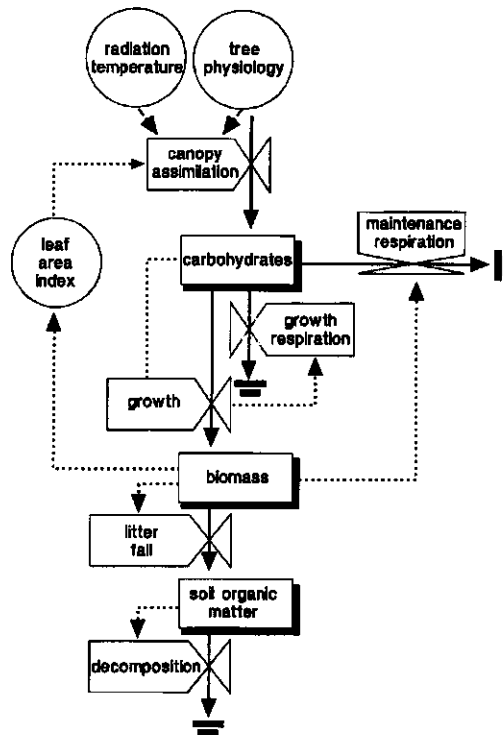 radiation
temperature
tree
physiology
canopy
assimilation
leaf
area
index
carbohydrates
maintenance
respiration
growth
respiration
growth
biomass
litter
fall
soil organic
matter
decomposition